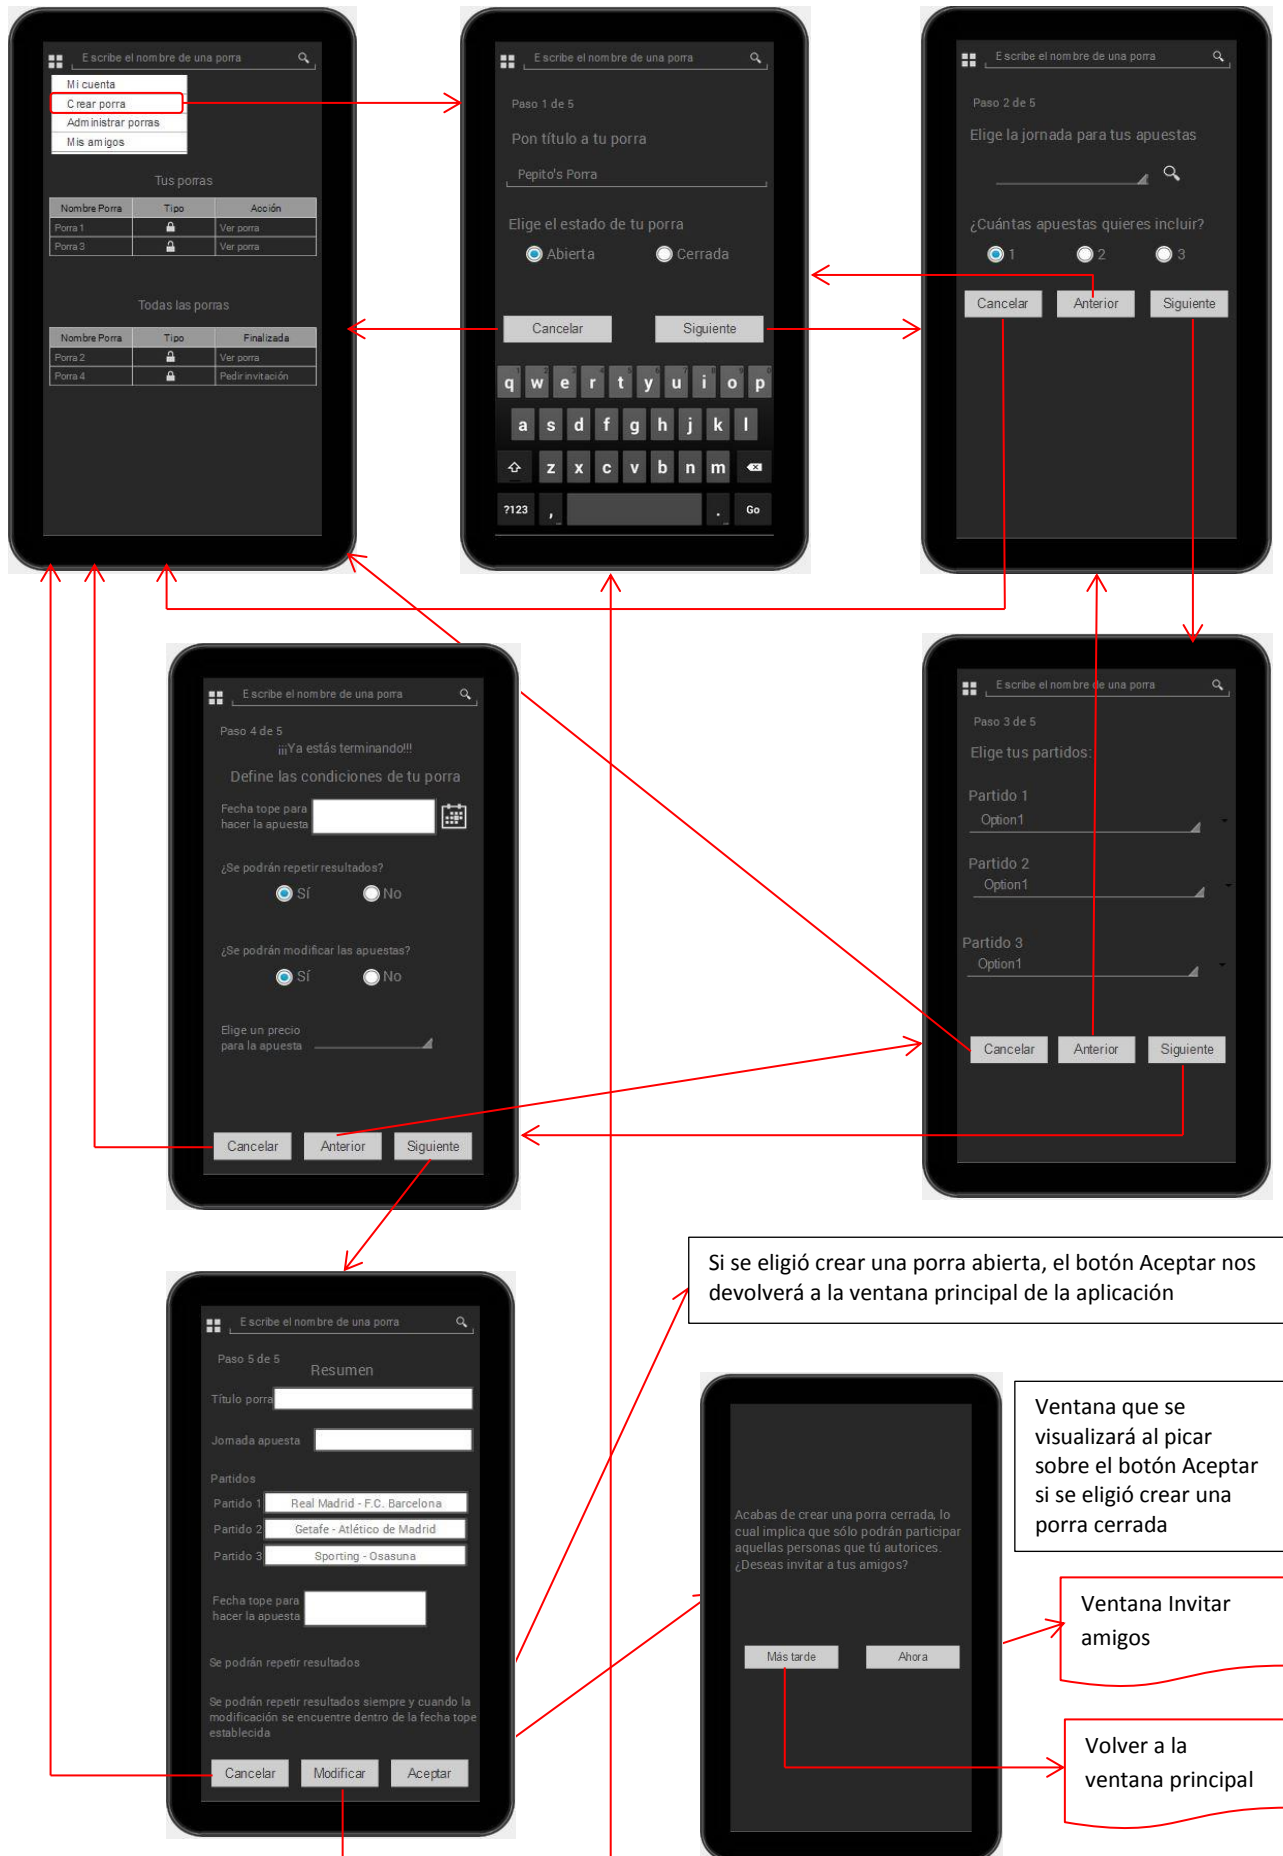 Escribe el nombre de una porra
Mi cuenta
Crear porra
Administrar porras
Mis amigos
Tus porras
Nombre Porra Tipo Acción
Porra 1 Ver porra
Porra 3 Ver porra
Todas las porras
Nombre Porra Tipo Finalizada
Porra 2 Ver porra
Porra 4 Pedir invitación
Escribe el nombre de una porra
Paso 1 de 5
Pon título a tu porra
Pepito's Porra
Elige el estado de tu porra
Abierta Cerrada
Cancelar Siguiente
q w e r t y u i o p
a s d f g h j k l
z x c v b n m
?123 , . Go
Escribe el nombre de una porra
Paso 2 de 5
Elige la jornada para tus apuestas
¿Cuántas apuestas quieres incluir?
1 2 3
Cancelar Anterior Siguiente
Escribe el nombre de una porra
Paso 3 de 5
Elige tus partidos:
Partido 1
Option1
Partido 2
Option1
Partido 3
Option1
Cancelar Anterior Siguiente
Escribe el nombre de una porra
Paso 4 de 5
¡¡¡Ya estás terminando!!!
Define las condiciones de tu porra
Fecha tope para
hacer la apuesta
¿Se podrán repetir resultados?
Sí No
¿Se podrán modificar las apuestas?
Sí No
Elige un precio
para la apuesta
Cancelar Anterior Siguiente
Escribe el nombre de una porra
Paso 5 de 5
Resumen
Título porra
Jornada apuesta
Partidos
Partido 1 Real Madrid - F.C. Barcelona
Partido 2 Getafe - Atlético de Madrid
Partido 3 Sporting - Osasuna
Fecha tope para
hacer la apuesta
Se podrán repetir resultados
Se podrán repetir resultados siempre y cuando la
modificación se encuentre dentro de la fecha tope
establecida
Cancelar Modificar Aceptar
Si se eligió crear una porra abierta, el botón Aceptar nos
devolverá a la ventana principal de la aplicación
Acabas de crear una porra cerrada, lo
cual implica que sólo podrán participar
aquellas personas que tú autorices.
¿Deseas invitar a tus amigos?
Más tarde Ahora
Ventana que se
visualizará al picar
sobre el botón Aceptar
si se eligió crear una
porra cerrada
Ventana Invitar
amigos
Volver a la
ventana principal